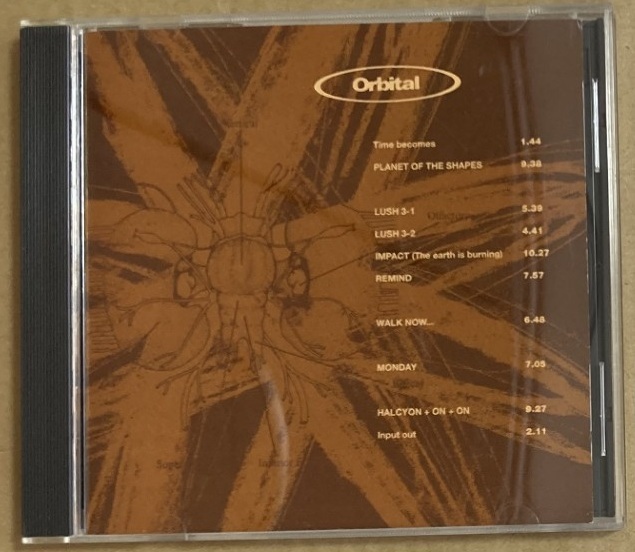 Orbital
Time becomes 1.44
PLANET OF THE SHAPES 9.38
LUSH 3-1 5.39
LUSH 3-2 4.41
IMPACT (The earth is burning) 10.27
REMIND 7.57
WALK NOW... 6.48
MONDAY 7.05
HALCYON + ON + ON 9.27
Input out 2.11